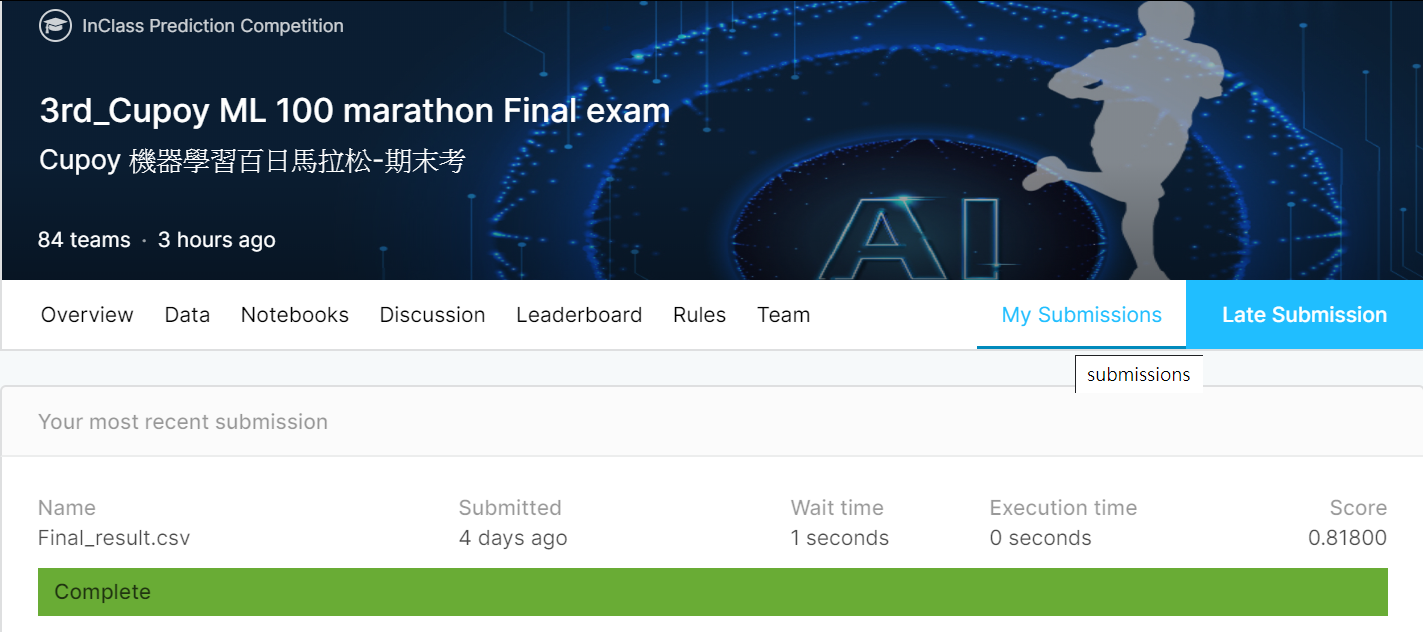 InClass Prediction Competition
3rd_Cupoy ML 100 marathon Final exam
Cupoy 機器學習百日馬拉松-期末考
AI
84 teams · 3 hours ago
Overview Data Notebooks Discussion Leaderboard Rules Team My Submissions Late Submission
submissions
Your most recent submission
Name Submitted Wait time Execution time Score
Final_result.csv 4 days ago 1 seconds 0 seconds 0.81800
Complete